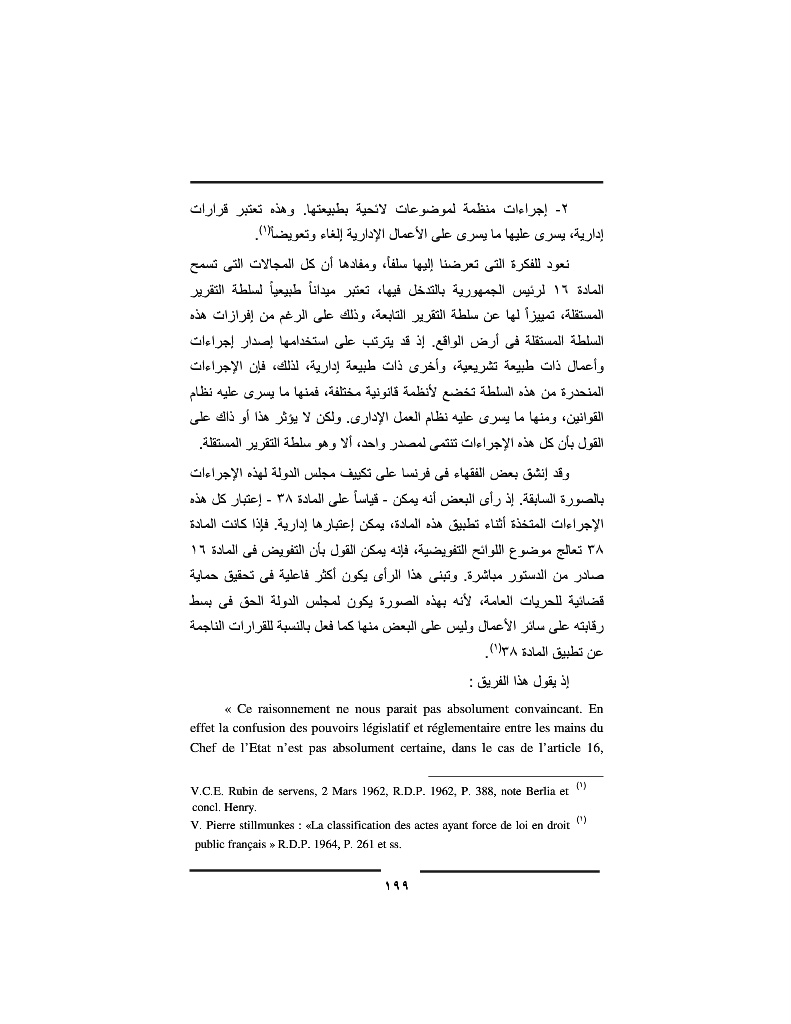 ٢- إجراءات منظمة لموضوعات لائحية بطبيعتها. وهذه تعتبر قرارات
إدارية، يسرى عليها ما يسرى على الأعمال الإدارية إلغاء وتعويضاً(١).
نعود للفكرة التى تعرضنا إليها سلفاً، ومفادها أن كل المجالات التى تسمح
المادة ١٦ لرئيس الجمهورية بالتدخل فيها، تعتبر ميداناً طبيعياً لسلطة التقرير
المستقلة، تمييزاً لها عن سلطة التقرير التابعة، وذلك على الرغم من إفرازات هذه
السلطة المستقلة فى أرض الواقع. إذ قد يترتب على استخدامها إصدار إجراءات
وأعمال ذات طبيعة تشريعية، وأخرى ذات طبيعة إدارية، لذلك، فإن الإجراءات
المنحدرة من هذه السلطة تخضع لأنظمة قانونية مختلفة، فمنها ما يسرى عليه نظام
القوانين، ومنها ما يسرى عليه نظام العمل الإدارى. ولكن لا يؤثر هذا أو ذاك على
القول بأن كل هذه الإجراءات تنتمى لمصدر واحد، ألا وهو سلطة التقرير المستقلة.
وقد إنشق بعض الفقهاء فى فرنسا على تكييف مجلس الدولة لهذه الإجراءات
بالصورة السابقة. إذ رأى البعض أنه يمكن - قياساً على المادة ٣٨ - إعتبار كل هذه
الإجراءات المتخذة أثناء تطبيق هذه المادة، يمكن إعتبارها إدارية. فإذا كانت المادة
٣٨ تعالج موضوع اللوائح التفويضية، فإنه يمكن القول بأن التفويض فى المادة ١٦
صادر من الدستور مباشرة. وتبنى هذا الرأى يكون أكثر فاعلية فى تحقيق حماية
قضائية للحريات العامة، لأنه بهذه الصورة يكون لمجلس الدولة الحق فى بسط
رقابته على سائر الأعمال وليس على البعض منها كما فعل بالنسبة للقرارات الناجمة
عن تطبيق المادة ٣٨(١).
إذ يقول هذا الفريق :
« Ce raisonnement ne nous parait pas absolument convaincant. En
effet la confusion des pouvoirs législatif et réglementaire entre les mains du
Chef de l’Etat n’est pas absolument certaine, dans le cas de l’article 16,
V.C.E. Rubin de servens, 2 Mars 1962, R.D.P. 1962, P. 388, note Berlia et (١)
concl. Henry.
V. Pierre stillmunkes : «La classification des actes ayant force de loi en droit (١)
public français » R.D.P. 1964, P. 261 et ss.
١٩٩